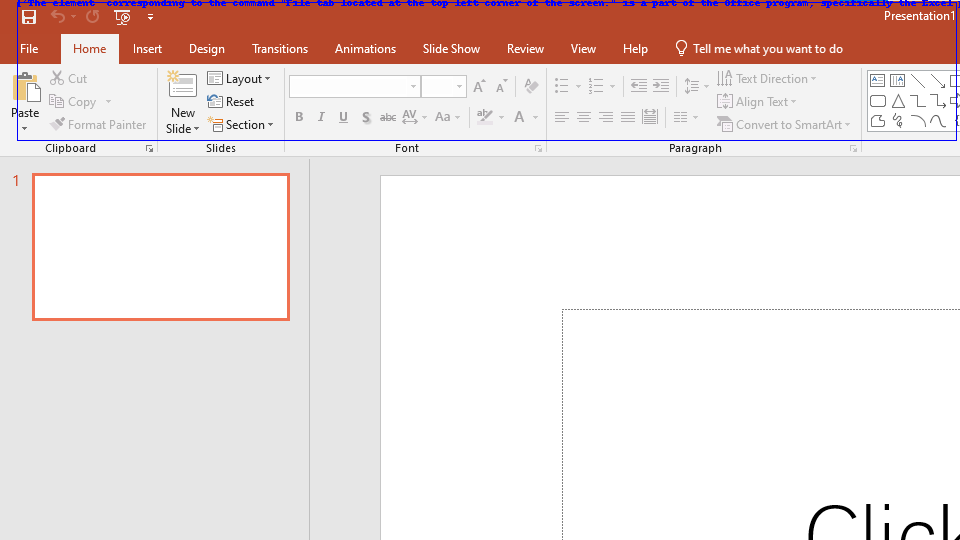 "The element corresponding to the command "File tab located at the top left corner of the screen." is a part of the Office program, specifically the Excel
Presentation1
File Home Insert Design Transitions Animations Slide Show Review View Help Tell me what you want to do
Paste
Cut
Copy
Format Painter
Clipboard
New
Slide
Layout
Reset
Section
Slides
B I U S abc AV Aa A
Font
Text Direction
Align Text
Convert to SmartArt
Paragraph
1
Click